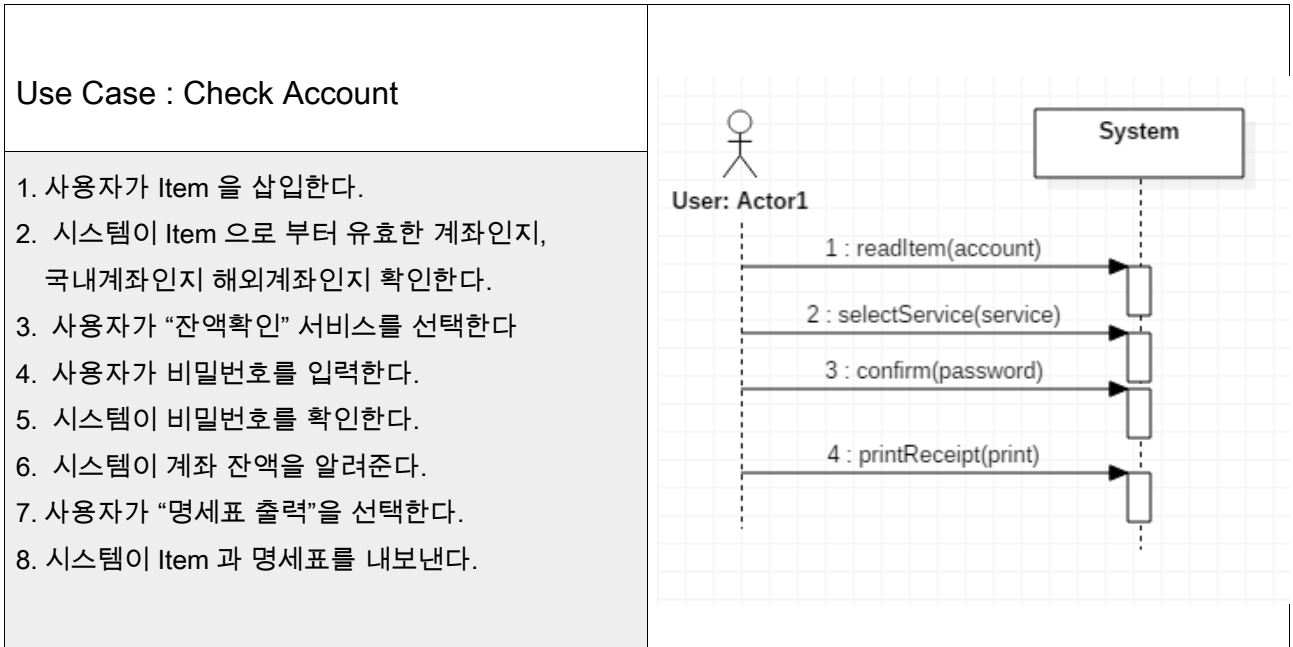 Use Case : Check Account
1. 사용자가 Item 을 삽입한다.
2. 시스템이 Item 으로 부터 유효한 계좌인지,
국내계좌인지 해외계좌인지 확인한다.
3. 사용자가 “잔액확인” 서비스를 선택한다
4. 사용자가 비밀번호를 입력한다.
5. 시스템이 비밀번호를 확인한다.
6. 시스템이 계좌 잔액을 알려준다.
7. 사용자가 “명세표 출력”을 선택한다.
8. 시스템이 Item 과 명세표를 내보낸다.
System
User: Actor1
1 : readItem(account)
2 : selectService(service)
3 : confirm(password)
4 : printReceipt(print)